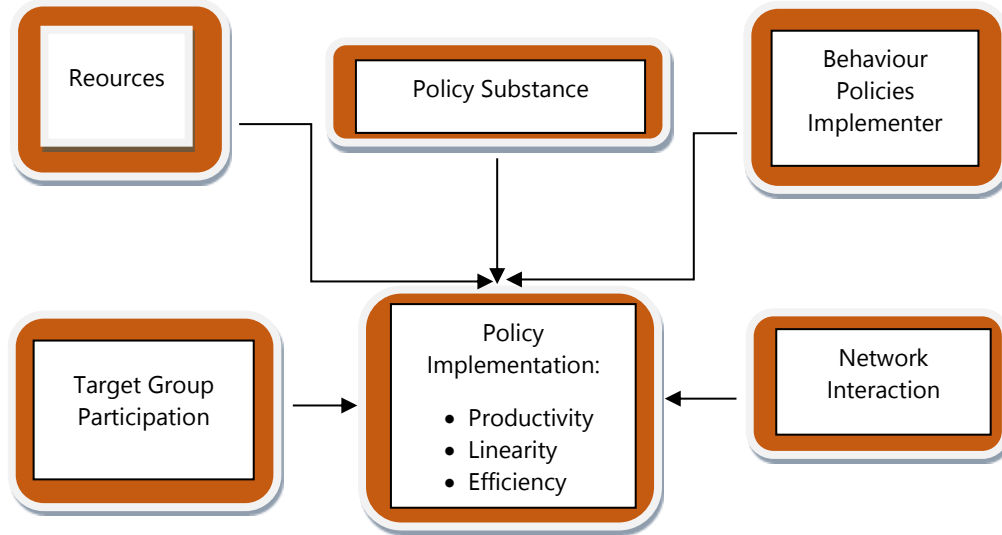 Reources
Policy Substance
Behaviour
Policies
Implementer
Target Group
Participation
Policy
Implementation:
• Productivity
• Linearity
• Efficiency
Network
Interaction